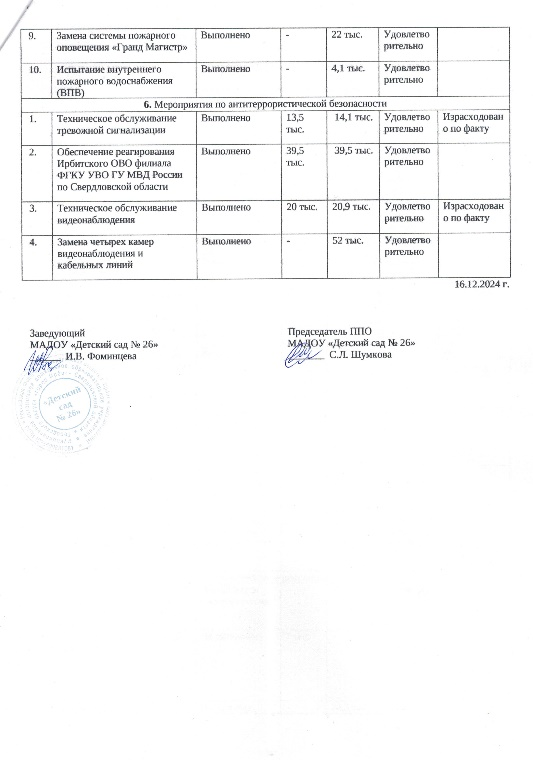 9. Замена системы пожарного Выполнено - 22 тыс. Удовлетво
оповещения «Гранд Магистр» рительно
10. Испытание внутреннего Выполнено - 4,1 тыс. Удовлетво
пожарного водоснабжения рительно
(ВПВ)
6. Мероприятия по антитеррористической безопасности
1. Техническое обслуживание Выполнено 13,5 14,1 тыс. Удовлетво Израсходован
тревожной сигнализации тыс. рительно о по факту
2. Обеспечение реагирования Выполнено 39,5 39,5 тыс. Удовлетво
Ирбитского ОВО филиала тыс. рительно
ФГКУ УВО ГУ МВД России
по Свердловской области
3. Техническое обслуживание Выполнено 20 тыс. 20,9 тыс. Удовлетво Израсходован
видеонаблюдения рительно о по факту
4. Замена четырех камер Выполнено - 52 тыс. Удовлетво
видеонаблюдения и рительно
кабельных линий
16.12.2024 г.
Заведующий Председатель ППО
МАДОУ «Детский сад № 26» МАДОУ «Детский сад № 26»
И.В. Фоминцева С.Л. Шумкова
«Детский
сад
№ 26»